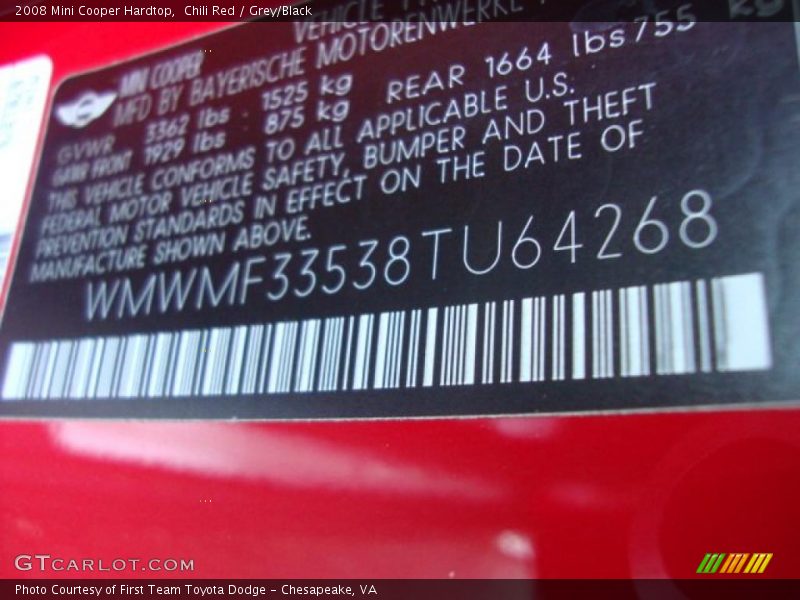 2008 Mini Cooper Hardtop,  Chili Red / Grey/Black
VEHICLE
MINI COOPER
MFD BY BAYERISCHE MOTORENWERKE
GVWR 3362 lbs 1525 kg
GAWR FRONT 1929 lbs 875 kg REAR 1664 lbs 755 kg
THIS VEHICLE CONFORMS TO ALL APPLICABLE U.S.
FEDERAL MOTOR VEHICLE SAFETY, BUMPER AND THEFT
PREVENTION STANDARDS IN EFFECT ON THE DATE OF
MANUFACTURE SHOWN ABOVE.
WMWMF33538TU64268
GTCARLOT.COM
Photo Courtesy of First Team Toyota Dodge - Chesapeake, VA